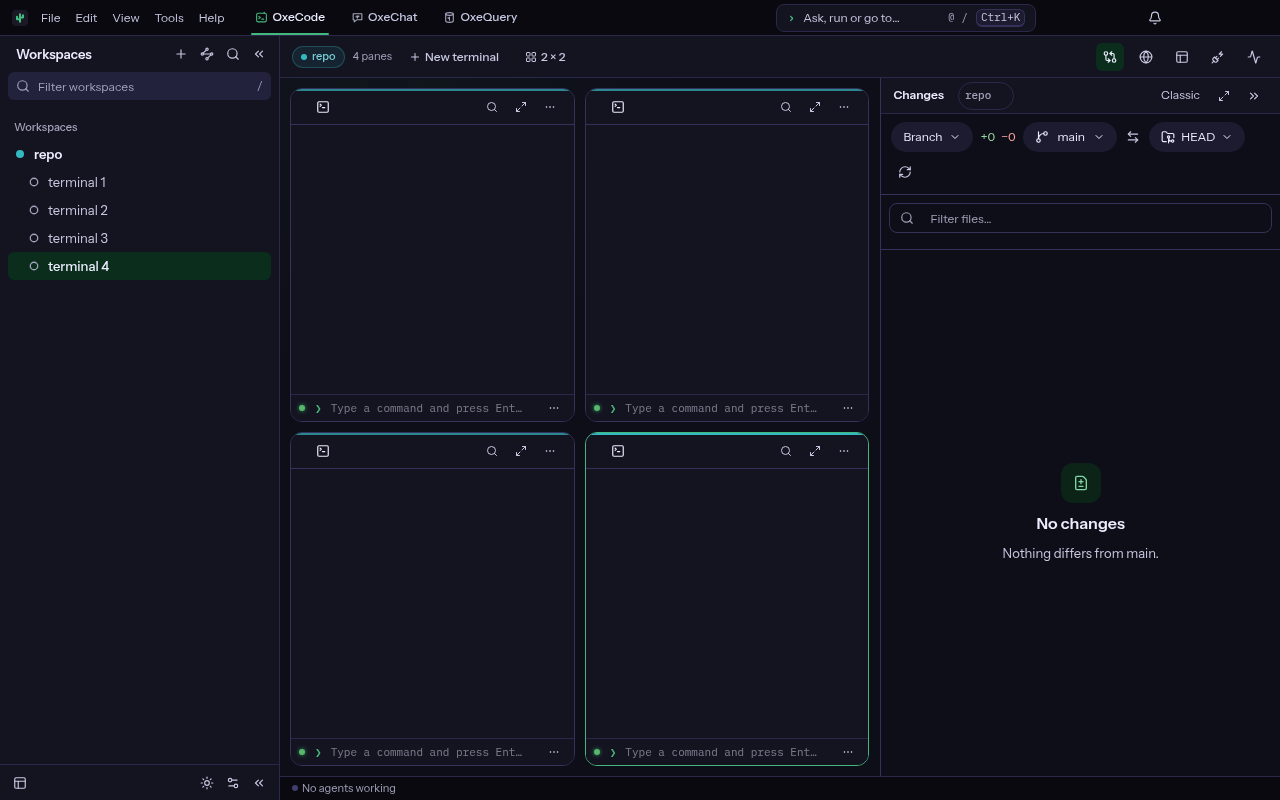 File Edit View Tools Help OxeCode OxeChat OxeQuery Ask, run or go to... @ / Ctrl+K
Workspaces
Filter workspaces /
Workspaces
repo
terminal 1
terminal 2
terminal 3
terminal 4
repo 4 panes New terminal 2 × 2
Type a command and press Ent…
Type a command and press Ent…
Type a command and press Ent…
Type a command and press Ent…
Changes repo Classic
Branch +0 −0 main HEAD
Filter files...
No changes
Nothing differs from main.
No agents working